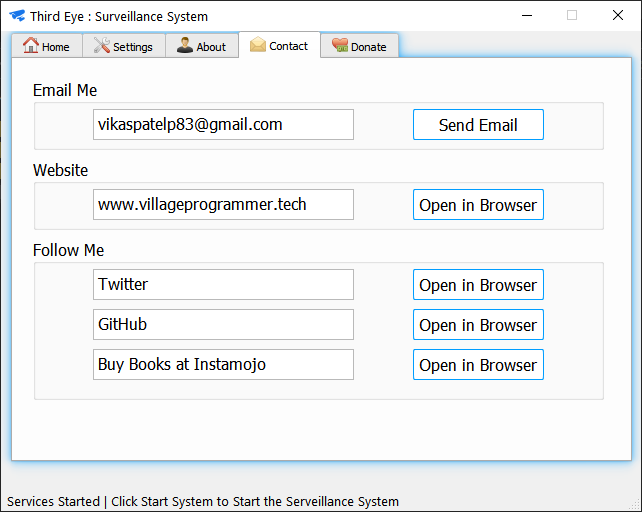 Third Eye : Surveillance System
Home Settings About Contact Donate
Email Me
vikaspatelp83@gmail.com Send Email
Website
www.villageprogrammer.tech Open in Browser
Follow Me
Twitter Open in Browser
GitHub Open in Browser
Buy Books at Instamojo Open in Browser
Services Started | Click Start System to Start the Serveillance System